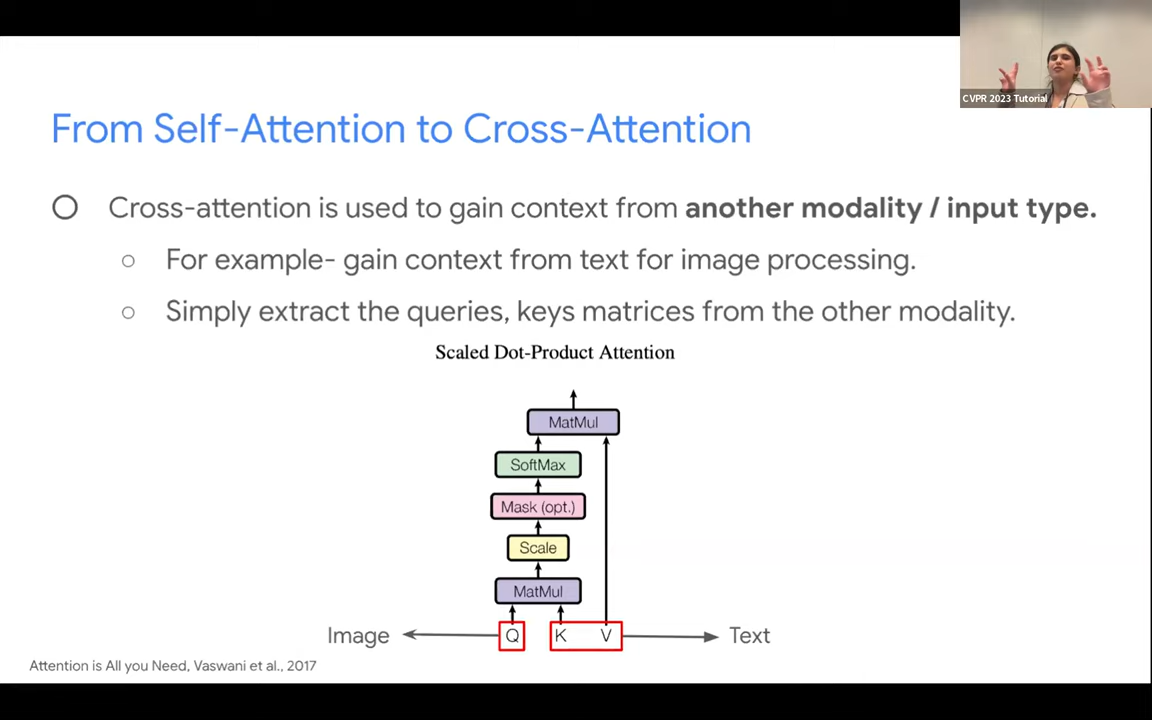 CVPR 2023 Tutorial
From Self-Attention to Cross-Attention
Cross-attention is used to gain context from another modality / input type.
For example- gain context from text for image processing.
Simply extract the queries, keys matrices from the other modality.
Scaled Dot-Product Attention
MatMul
SoftMax
Mask (opt.)
Scale
MatMul
Image Q K V Text
Attention is All you Need, Vaswani et al., 2017